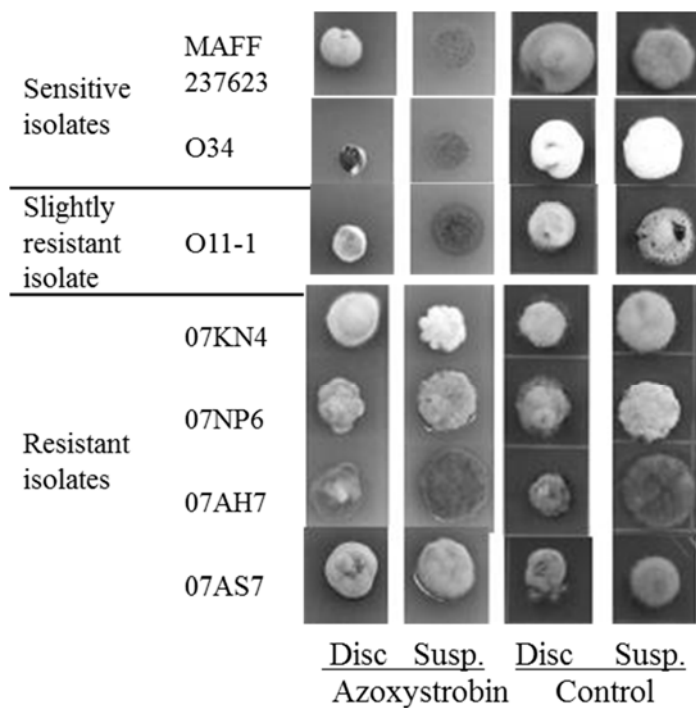 MAFF
237623
Sensitive
isolates
O34
Slightly
resistant
isolate
O11-1
07KN4
07NP6
Resistant
isolates
07AH7
07AS7
Disc Susp. Disc Susp.
Azoxystrobin Control